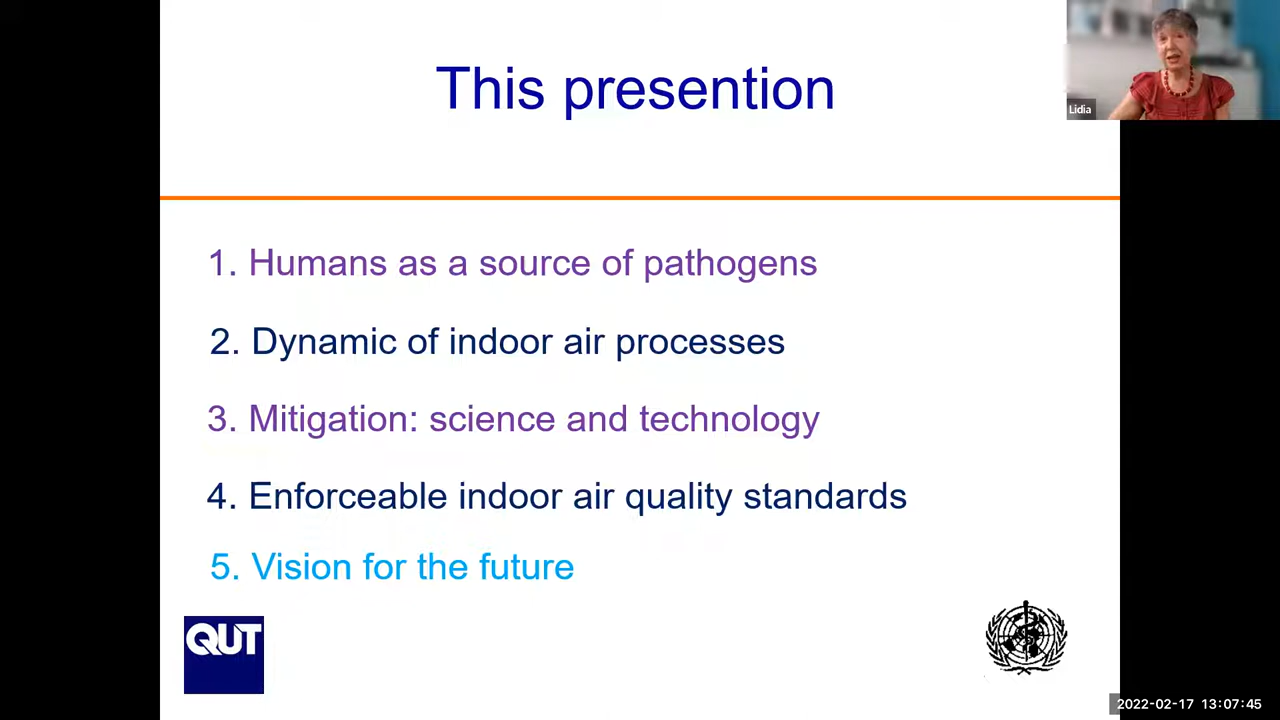 This presention
Lidia
1. Humans as a source of pathogens
2. Dynamic of indoor air processes
3. Mitigation: science and technology
4. Enforceable indoor air quality standards
5. Vision for the future
QUT
2022-02-17 13:07:45